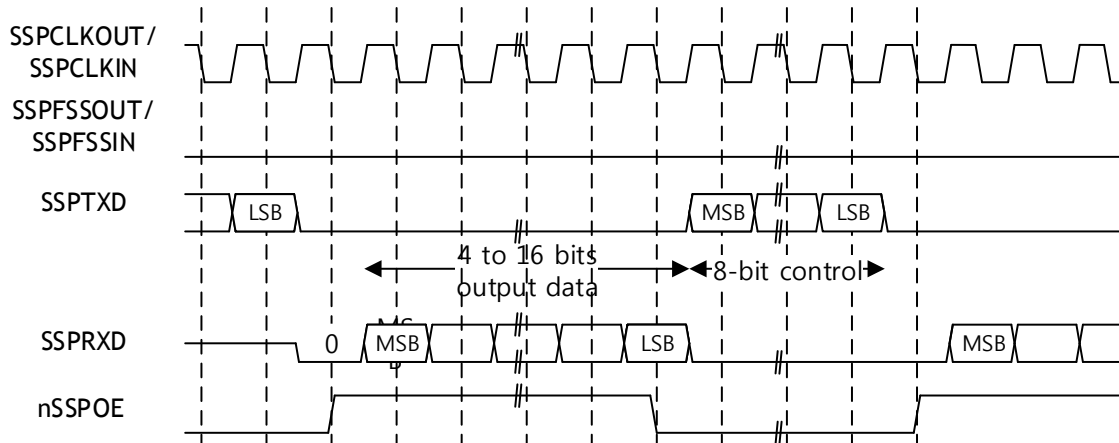 SSPCLKOUT/
SSPCLKIN
SSPFSSOUT/
SSPFSSIN
SSPTXD
LSB
MSB
LSB
4 to 16 bits
output data
8-bit control
SSPRXD
0
MSB
LSB
MSB
nSSPOE